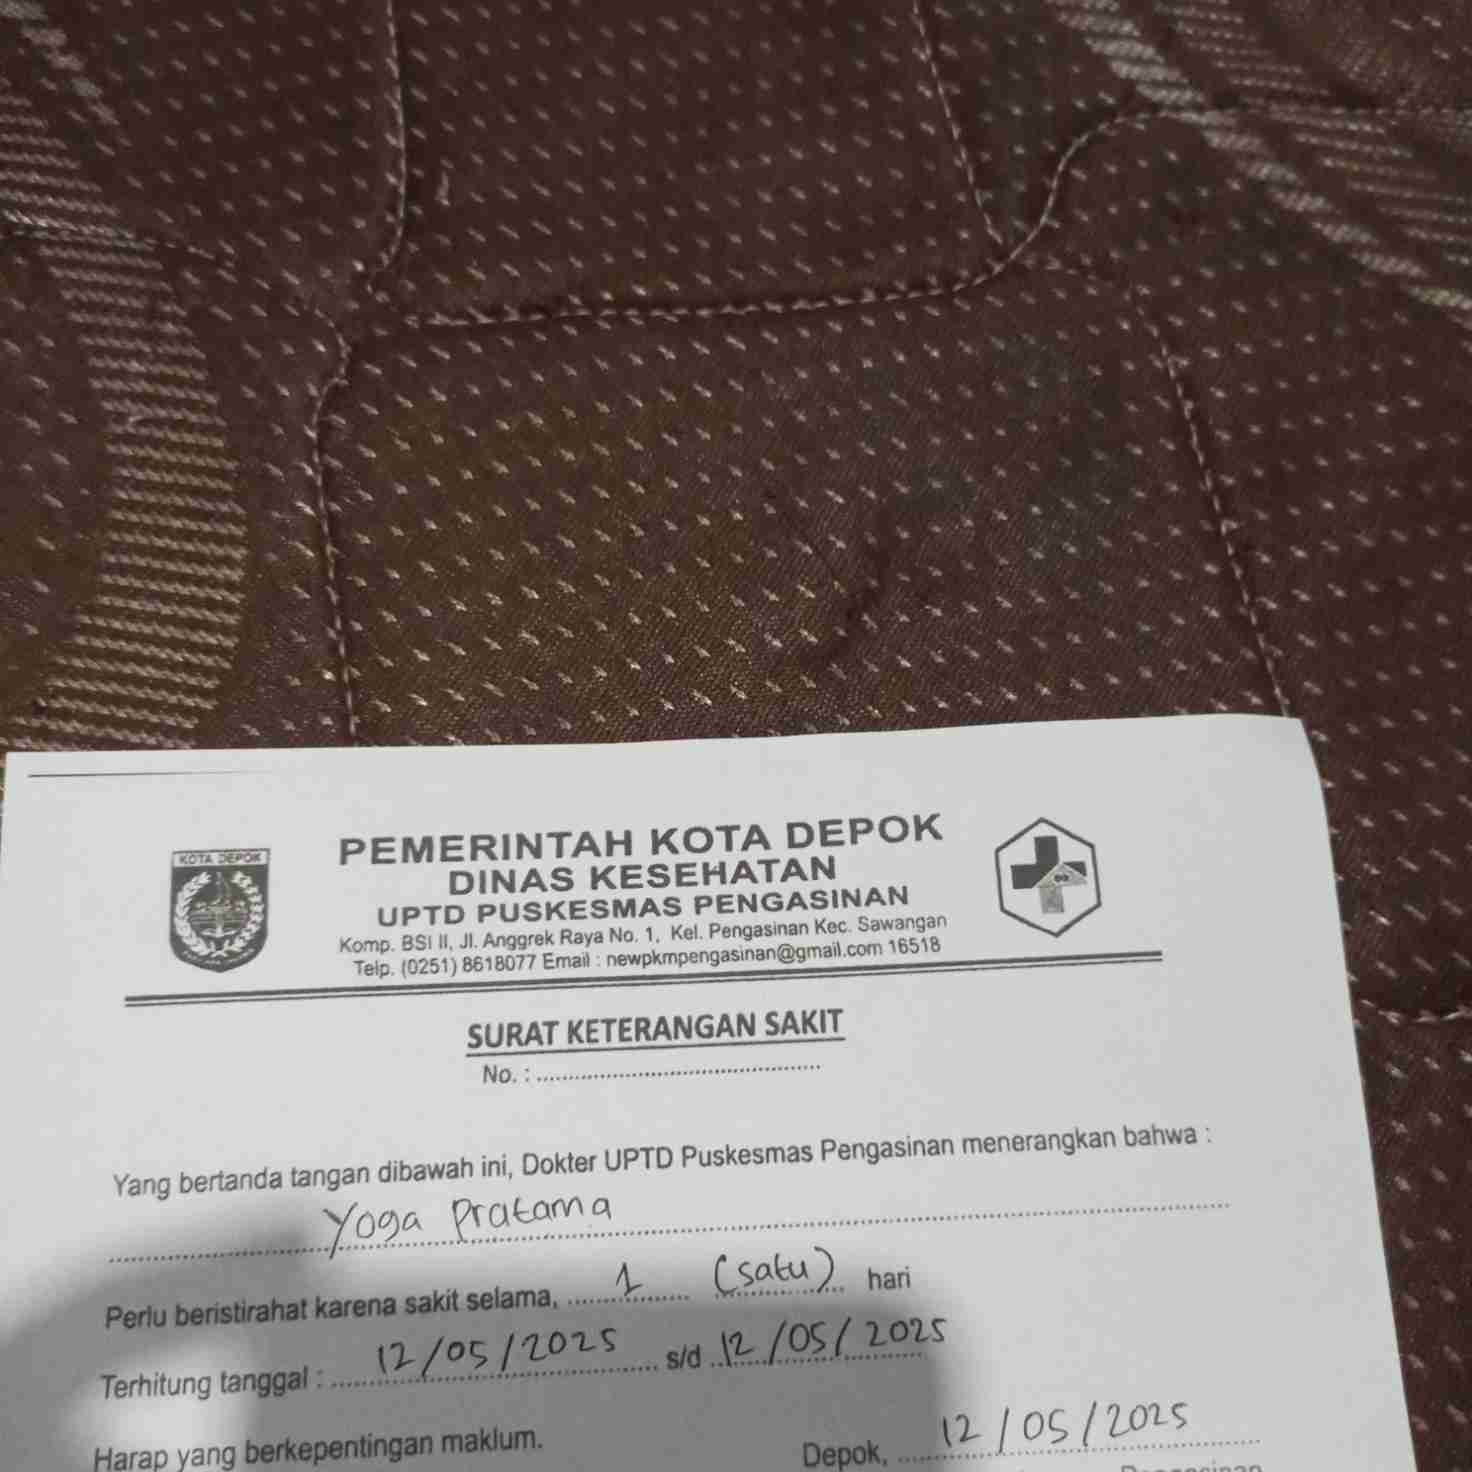 KOTA DEPOK
PEMERINTAH KOTA DEPOK
DINAS KESEHATAN
UPTD PUSKESMAS PENGASINAN
Komp. BSI II, Jl. Anggrek Raya No. 1, Kel. Pengasinan Kec. Sawangan
Telp. (0251) 8618077 Email : newpkmpengasinan@gmail.com 16518
SURAT KETERANGAN SAKIT
No. : ..............................................
Yang bertanda tangan dibawah ini, Dokter UPTD Puskesmas Pengasinan menerangkan bahwa :
Yoga Pratama
Perlu beristirahat karena sakit selama, 1 (satu) hari
Terhitung tanggal : 12/05/2025 s/d 12/05/2025
Harap yang berkepentingan maklum.
Depok, 12/05/2025